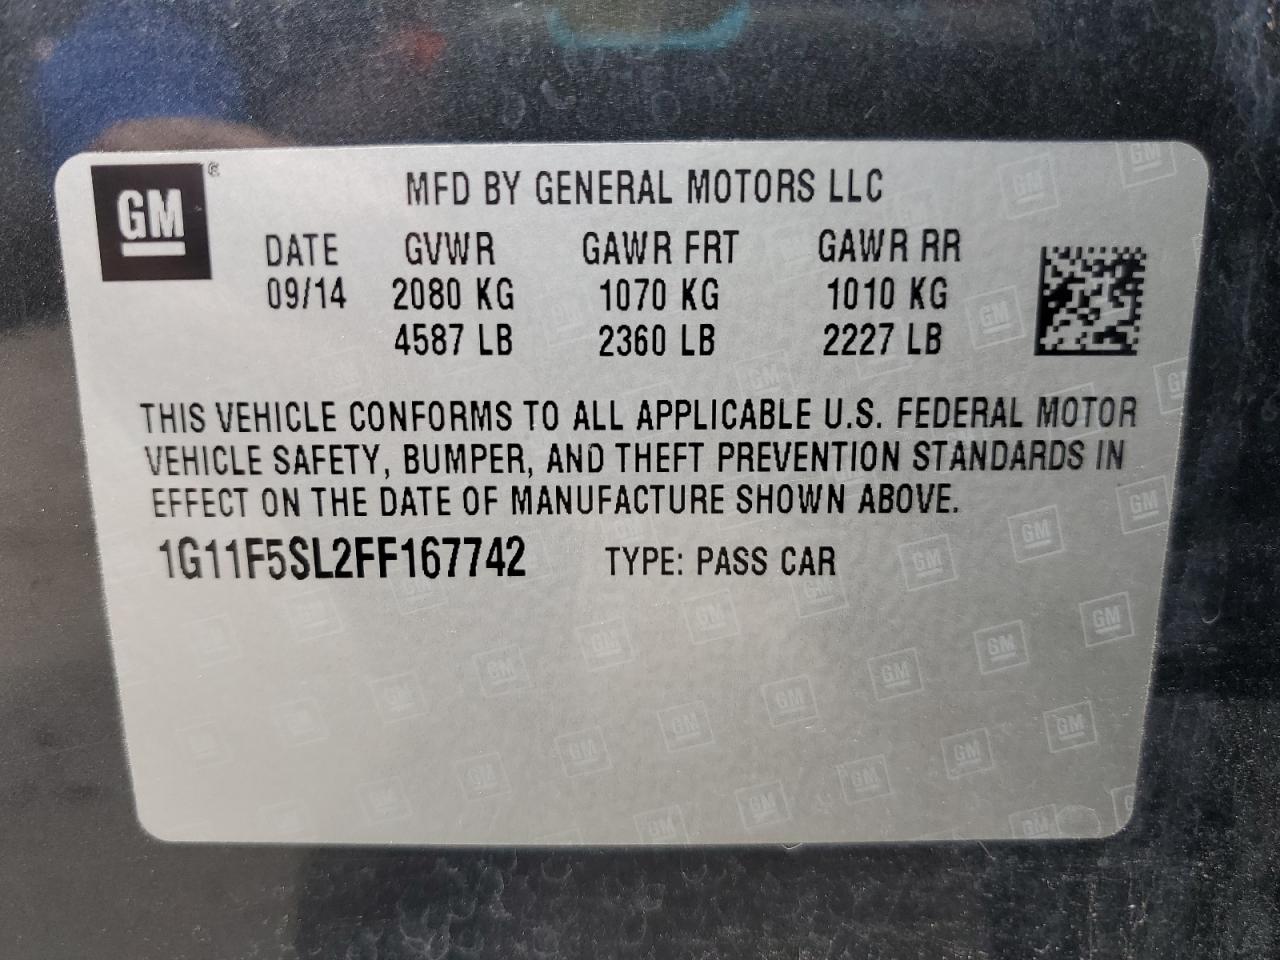 GM
MFD BY GENERAL MOTORS LLC
DATE GVWR GAWR FRT GAWR RR
09/14 2080 KG 1070 KG 1010 KG
4587 LB 2360 LB 2227 LB
THIS VEHICLE CONFORMS TO ALL APPLICABLE U.S. FEDERAL MOTOR
VEHICLE SAFETY, BUMPER, AND THEFT PREVENTION STANDARDS IN
EFFECT ON THE DATE OF MANUFACTURE SHOWN ABOVE.
1G11F5SL2FF167742 TYPE: PASS CAR